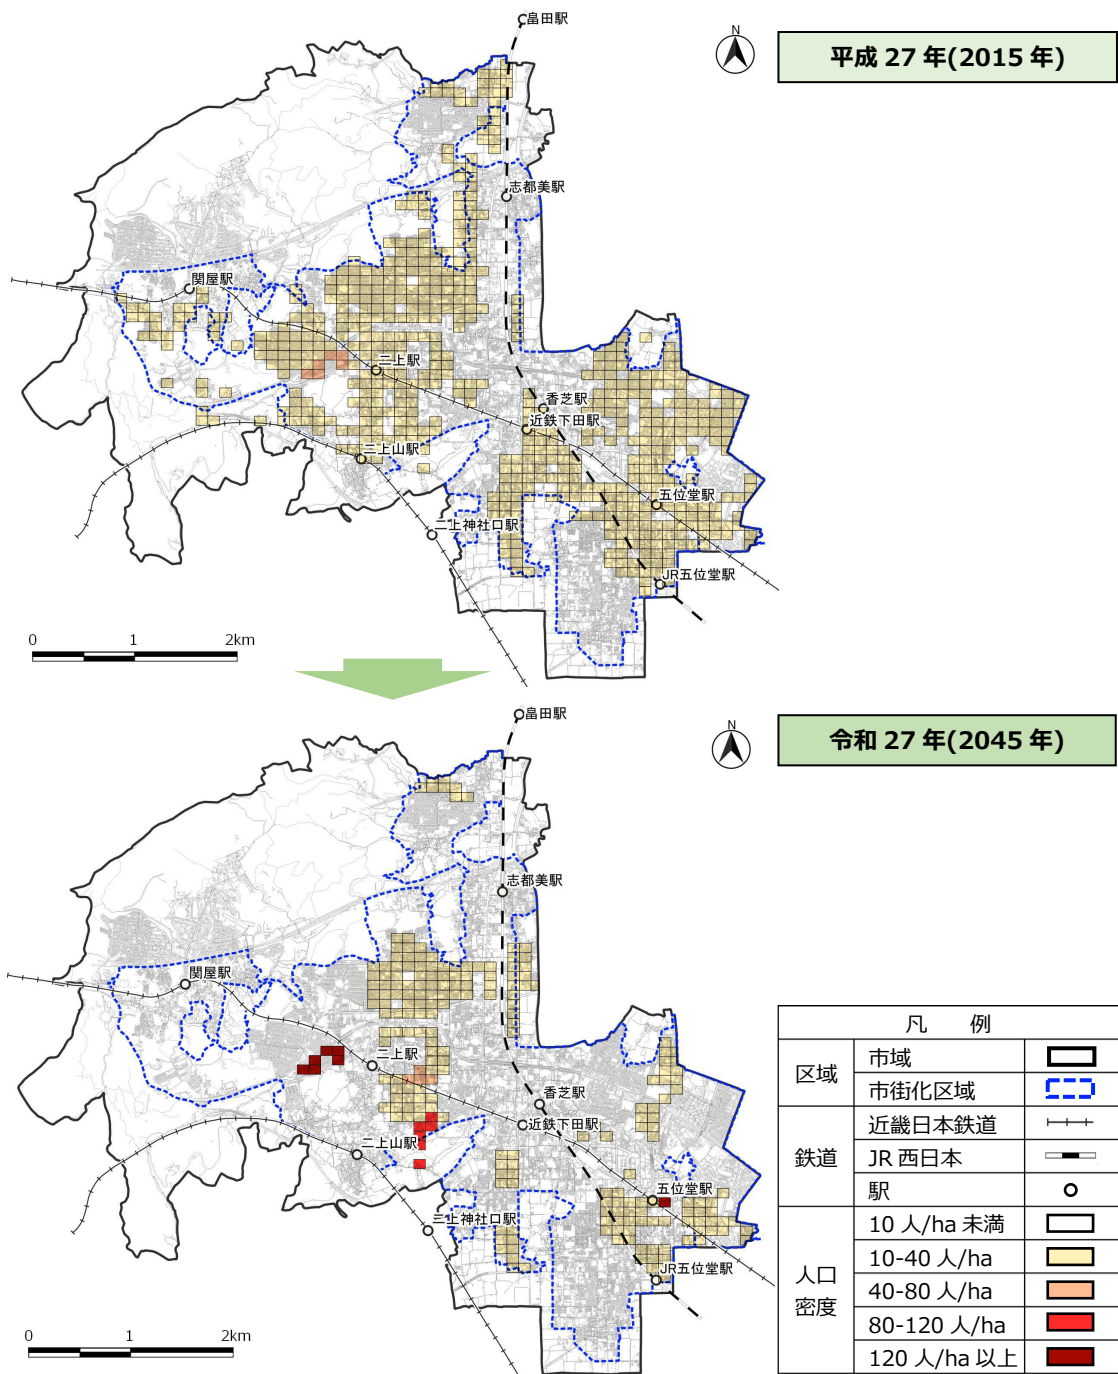 畠田駅
N
平成 27 年(2015 年)
志都美駅
関屋駅
二上駅
香芝駅
近鉄下田駅
二上山駅
五位堂駅
二上神社口駅
JR五位堂駅
0 1 2km
畠田駅
N
令和 27 年(2045 年)
志都美駅
関屋駅
二上駅
香芝駅
近鉄下田駅
二上山駅
五位堂駅
二上神社口駅
JR五位堂駅
0 1 2km
凡 例
区域
市域
市街化区域
鉄道
近畿日本鉄道
JR 西日本
駅
人口
密度
10 人/ha 未満
10-40 人/ha
40-80 人/ha
80-120 人/ha
120 人/ha 以上